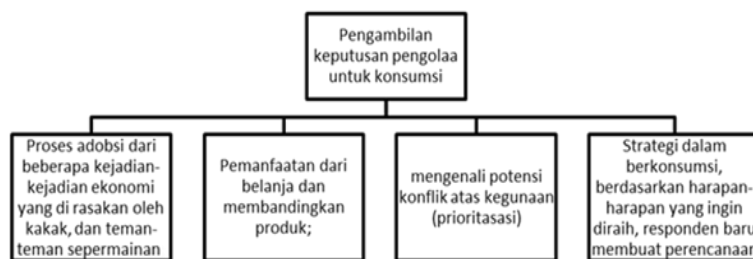 Pengambilan
keputusan pengolaa
untuk konsumsi
Proses adobsi dari
beberapa kejadian-
kejadian ekonomi
yang di rasakan oleh
kakak, dan teman-
teman sepermainan
Pemanfaatan dari
belanja dan
membandingkan
produk;
mengenali potensi
konflik atas kegunaan
(prioritasasi)
Strategi dalam
berkonsumsi,
berdasarkan harapan-
harapan yang ingin
diraih, responden baru
membuat perencanaan